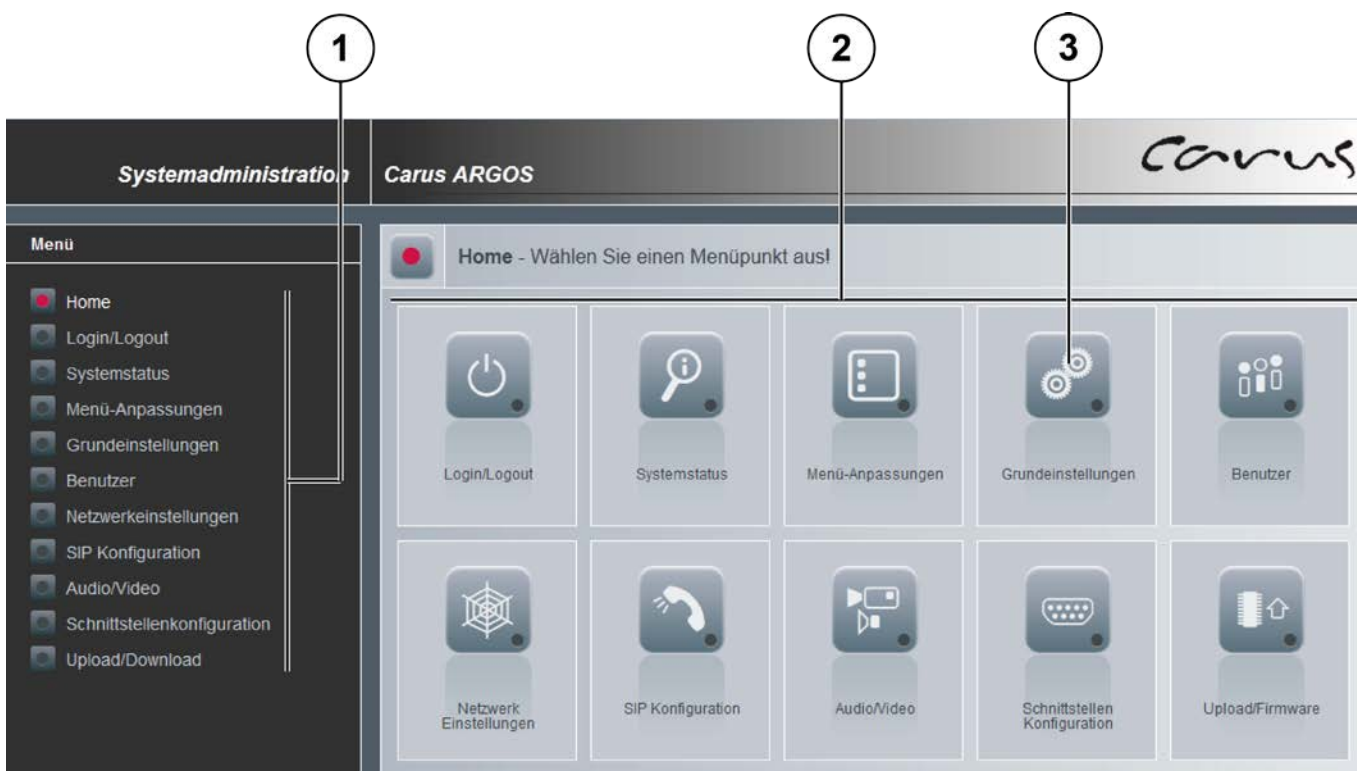 1
2
3
Systemadministration
Carus ARGOS
Carus
Menü
Home
Login/Logout
Systemstatus
Menü-Anpassungen
Grundeinstellungen
Benutzer
Netzwerkeinstellungen
SIP Konfiguration
Audio/Video
Schnittstellenkonfiguration
Upload/Download
Home - Wählen Sie einen Menüpunkt aus!
Login/Logout
Systemstatus
Menü-Anpassungen
Grundeinstellungen
Benutzer
Netzwerk
Einstellungen
SIP Konfiguration
Audio/Video
Schnittstellen
Konfiguration
Upload/Firmware